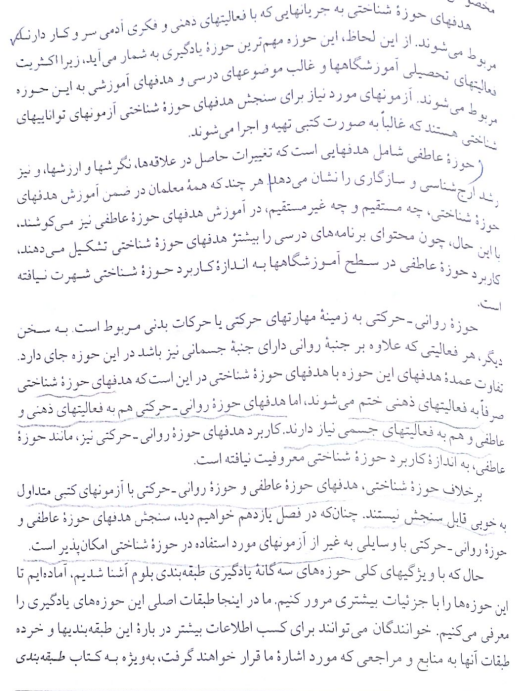 هدفهای حوزهٔ شناختی به جریانهایی که با فعالیتهای ذهنی و فکری آدمی سر و کار دارند
مربوط می‌شوند. از این لحاظ، این حوزه مهم‌ترین حوزهٔ یادگیری به شمار می‌آید، زیرا اکثریت
فعالیتهای تحصیلی آموزشگاهها و غالب موضوعهای درسی و هدفهای آموزشی به این حوزه
مربوط می‌شوند. آزمونهای مورد نیاز برای سنجش هدفهای حوزهٔ شناختی آزمونهای تواناییهای
شناختی هستند که غالباً به صورت کتبی تهیه و اجرا می‌شوند.
حوزهٔ عاطفی شامل هدفهایی است که تغییرات حاصل در علاقه‌ها، نگرشها و ارزشها، و نیز
رشد ارج‌شناسی و سازگاری را نشان می‌دهد. هر چند که همهٔ معلمان در ضمن آموزش هدفهای
حوزهٔ شناختی، چه مستقیم و چه غیرمستقیم، در آموزش هدفهای حوزهٔ عاطفی نیز می‌کوشند،
با این حال، چون محتوای برنامه‌های درسی را بیشتر هدفهای حوزهٔ شناختی تشکیل می‌دهند،
کاربرد حوزهٔ عاطفی در سطح آموزشگاهها به اندازهٔ کاربرد حوزهٔ شناختی شهرت نیافته
است.
حوزهٔ روانی ـ حرکتی به زمینهٔ مهارتهای حرکتی یا حرکات بدنی مربوط است. به سخن
دیگر، هر فعالیتی که علاوه بر جنبهٔ روانی دارای جنبهٔ جسمانی نیز باشد در این حوزه جای دارد.
تفاوت عمدهٔ هدفهای این حوزه با هدفهای حوزهٔ شناختی در این است که هدفهای حوزهٔ شناختی
صرفاً به فعالیتهای ذهنی ختم می‌شوند، اما هدفهای حوزهٔ روانی ـ حرکتی هم به فعالیتهای ذهنی و
عاطفی و هم به فعالیتهای جسمی نیاز دارند. کاربرد هدفهای حوزهٔ روانی ـ حرکتی نیز، مانند حوزهٔ
عاطفی، به اندازهٔ کاربرد حوزهٔ شناختی معروفیت نیافته است.
برخلاف حوزهٔ شناختی، هدفهای حوزهٔ عاطفی و حوزهٔ روانی ـ حرکتی با آزمونهای کتبی متداول
به خوبی قابل سنجش نیستند. چنان‌که در فصل یازدهم خواهیم دید، سنجش هدفهای حوزهٔ عاطفی و
حوزهٔ روانی ـ حرکتی با وسایلی به غیر از آزمونهای مورد استفاده در حوزهٔ شناختی امکان‌پذیر است.
حال که با ویژگیهای کلی حوزه‌های سه‌گانهٔ یادگیری طبقه‌بندی بلوم آشنا شدیم، آماده‌ایم تا
این حوزه‌ها را با جزئیات بیشتری مرور کنیم. ما در اینجا طبقات اصلی این حوزه‌های یادگیری را
معرفی می‌کنیم. خوانندگان می‌توانند برای کسب اطلاعات بیشتر در بارهٔ این طبقه‌بندیها و خرده
طبقات آنها به منابع و مراجعی که مورد اشارهٔ ما قرار خواهند گرفت، به‌ویژه به کتاب طبقه‌بندی